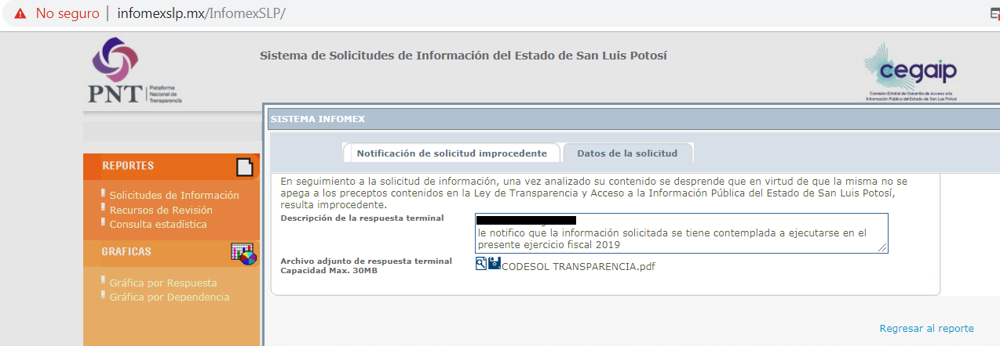 No seguro
infomexslp.mx/InfomexSLP/
PNT
Plataforma
Nacional de
Transparencia
Sistema de Solicitudes de Información del Estado de San Luis Potosí
cegaip
Comisión Estatal de Garantía de Acceso a la
Información Pública del Estado de San Luis Potosí
SISTEMA INFOMEX
Notificación de solicitud improcedente
Datos de la solicitud
REPORTES
Solicitudes de Información
Recursos de Revisión
Consulta estadística
GRAFICAS
Gráfica por Respuesta
Gráfica por Dependencia
En seguimiento a la solicitud de información, una vez analizado su contenido se desprende que en virtud de que la misma no se
apega a los preceptos contenidos en la Ley de Transparencia y Acceso a la Información Pública del Estado de San Luis Potosí,
resulta improcedente.
Descripción de la respuesta terminal
le notifico que la información solicitada se tiene contemplada a ejecutarse en el
presente ejercicio fiscal 2019
Archivo adjunto de respuesta terminal
Capacidad Max. 30MB
CODESOL TRANSPARENCIA.pdf
Regresar al reporte